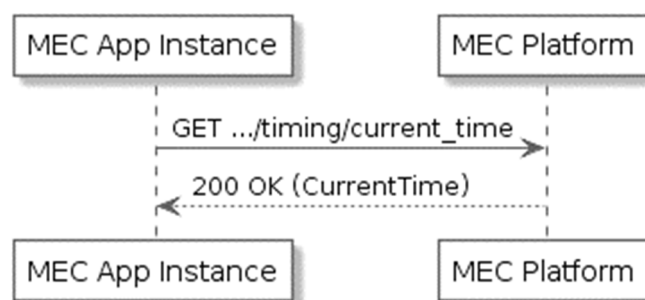 MEC App Instance
MEC Platform
GET .../timing/current_time
200 OK (CurrentTime)
MEC App Instance
MEC Platform